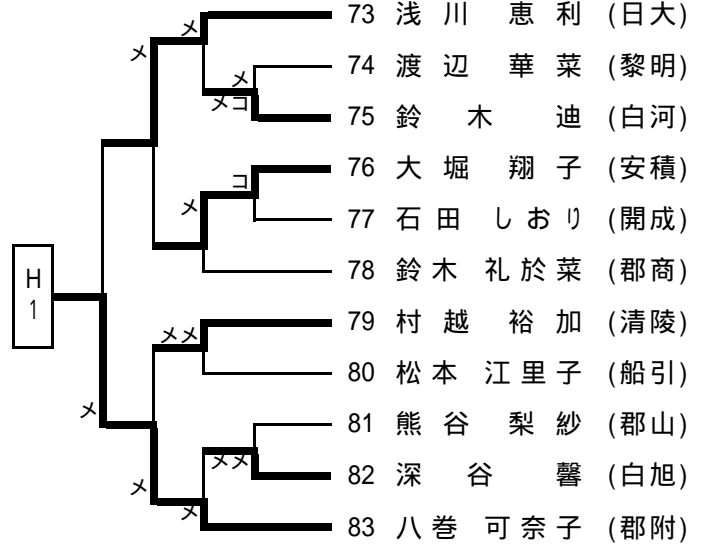 メ 73 浅川 恵利 (日大)
メ メ 74 渡辺 華菜 (黎明)
メコ 75 鈴木 迪 (白河)
コ 76 大堀 翔子 (安積)
メ 77 石田 しおり (開成)
78 鈴木 礼於菜 (郡商)
H
1
メメ 79 村越 裕加 (清陵)
80 松本 江里子 (船引)
メ 81 熊谷 梨紗 (郡山)
メメ 82 深谷 馨 (白旭)
メ メ 83 八巻 可奈子 (郡附)